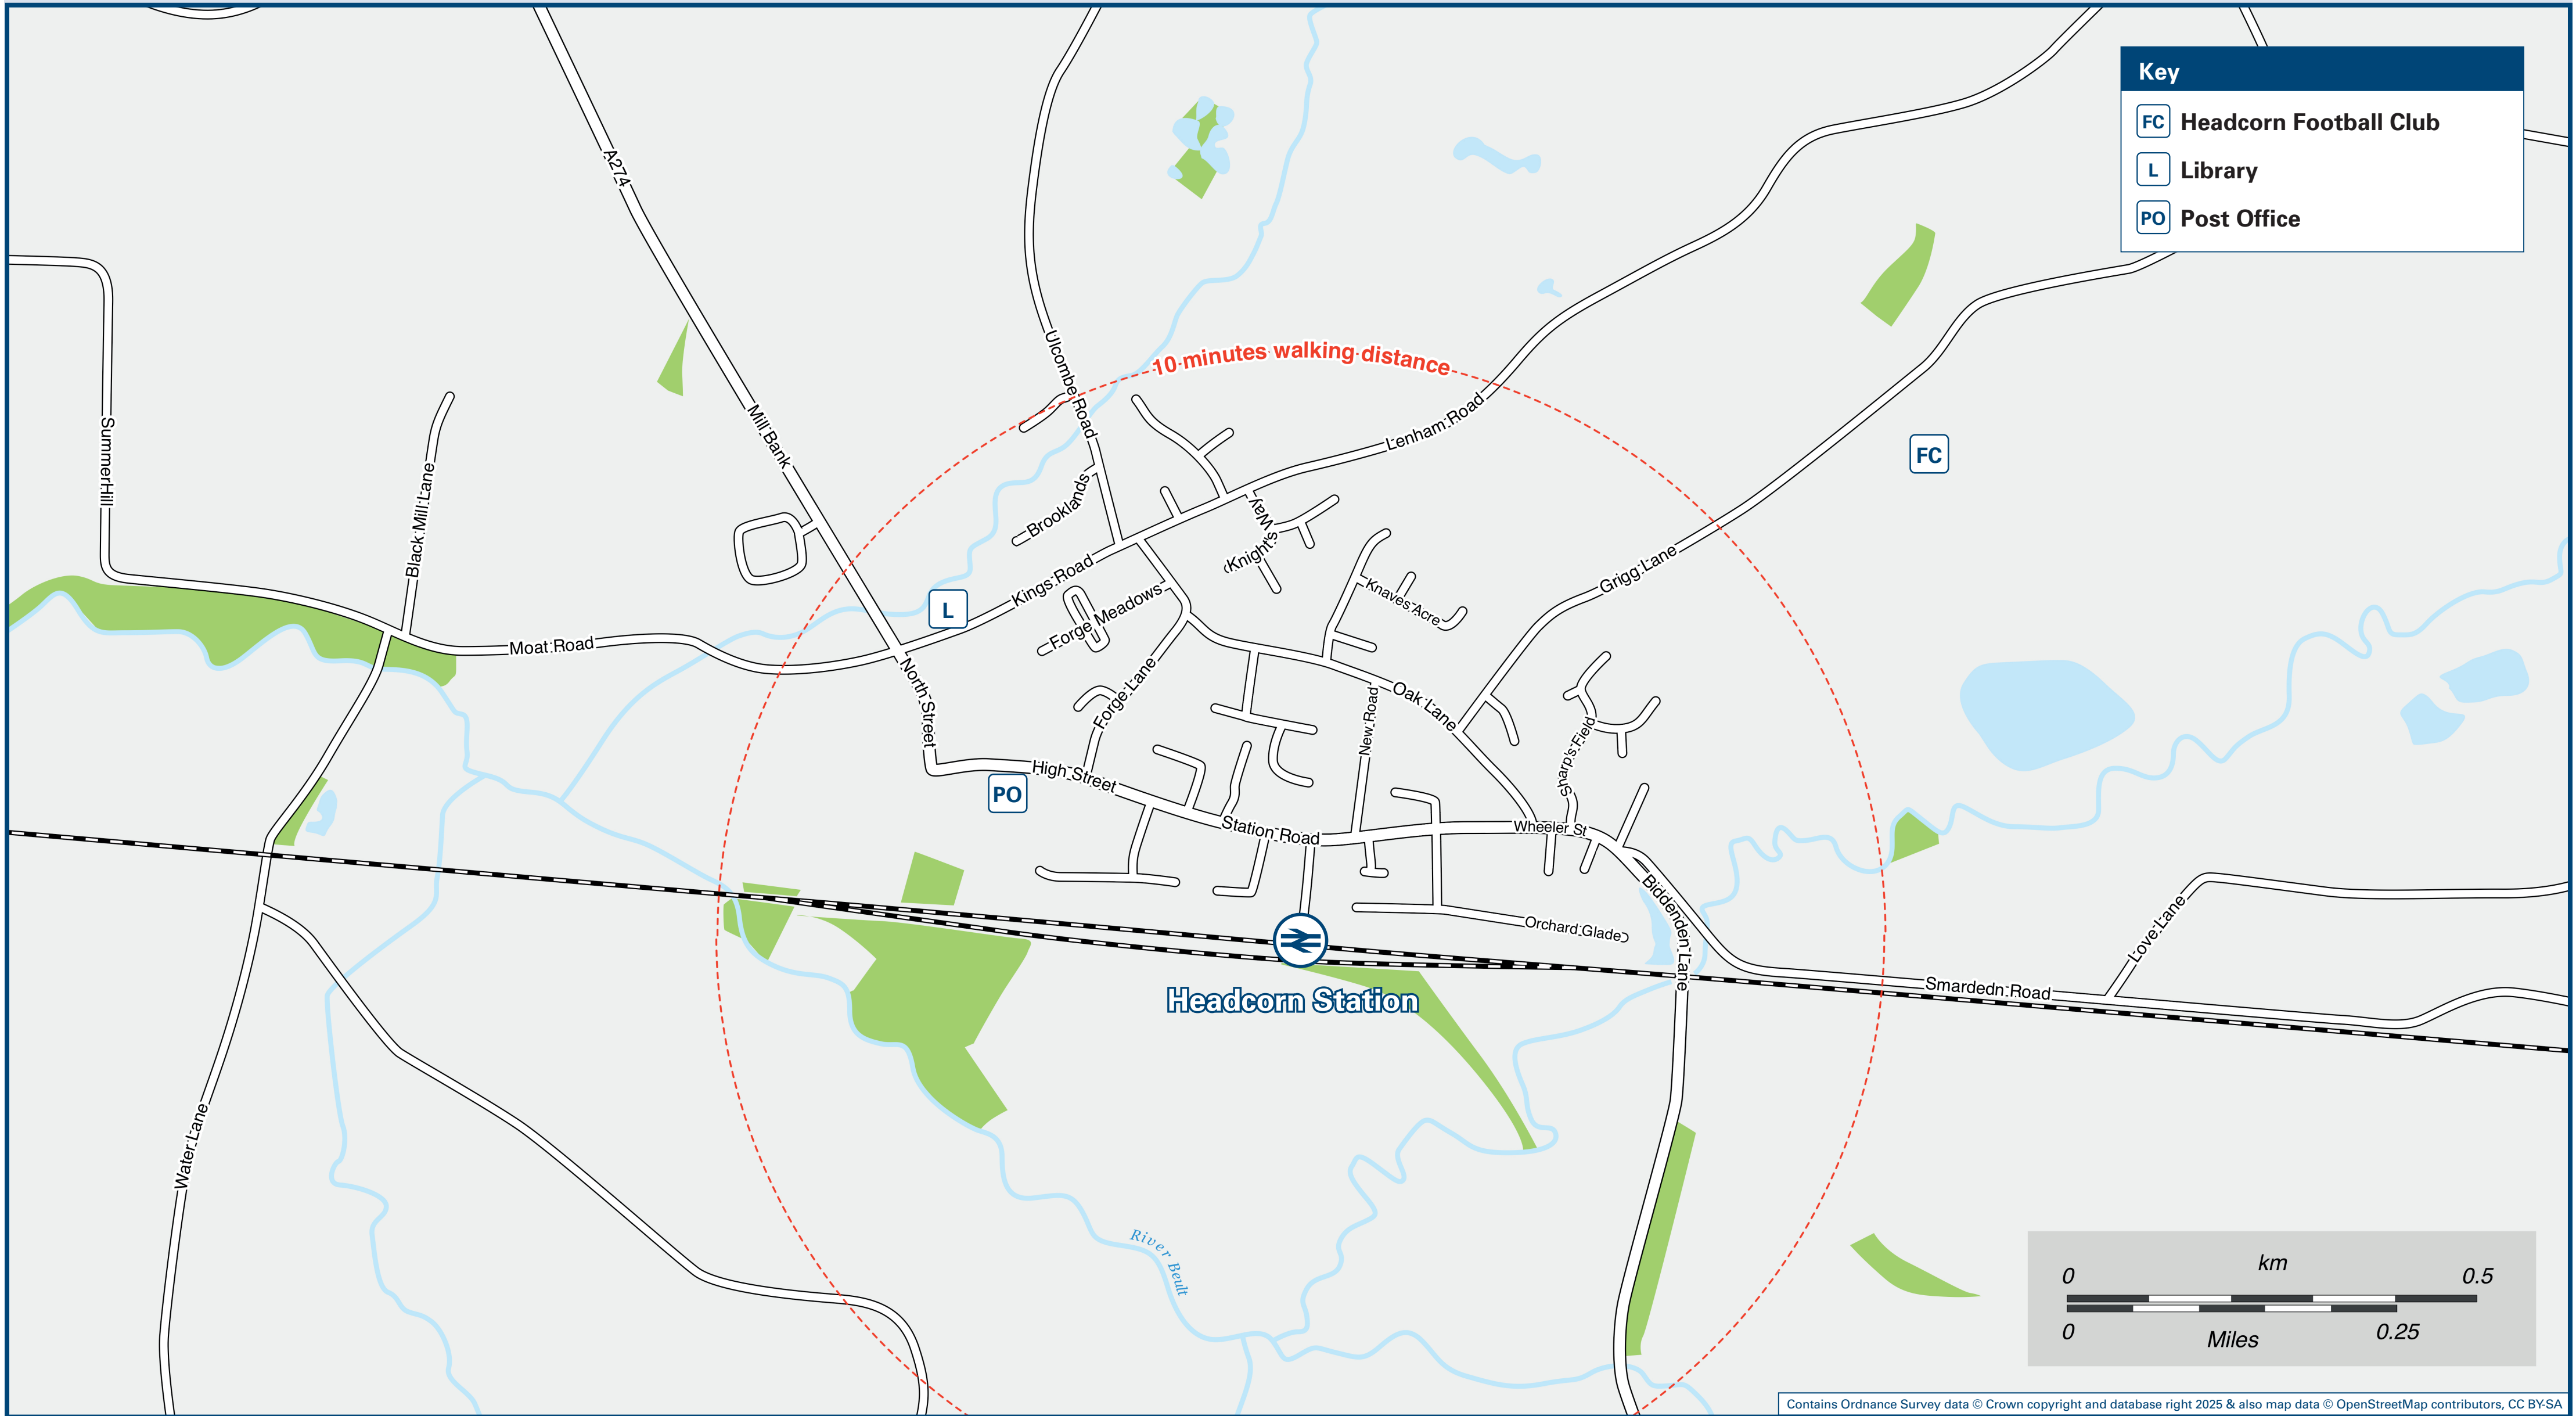 Key
FC Headcorn Football Club
L Library
PO Post Office
A274
10 minutes walking distance
Ulcombe Road
Mill Bank
Lenham Road
SummerHill
Black Mill Lane
FC
Brooklands
Way
Knight's
Kings Road
Grigg Lane
Knaves Acre
L
Forge Meadows
Moat Road
North Street
Forge Lane
Oak Lane
New Road
Sharp's Field
High Street
PO
Station Road
Wheeler St
Biddenden Lane
Orchard Glade
Love Lane
Smardedn Road
Headcorn Station
Water Lane
River Beult
km
0 0.5
0 Miles 0.25
Contains Ordnance Survey data © Crown copyright and database right 2025 & also map data © OpenStreetMap contributors, CC BY-SA